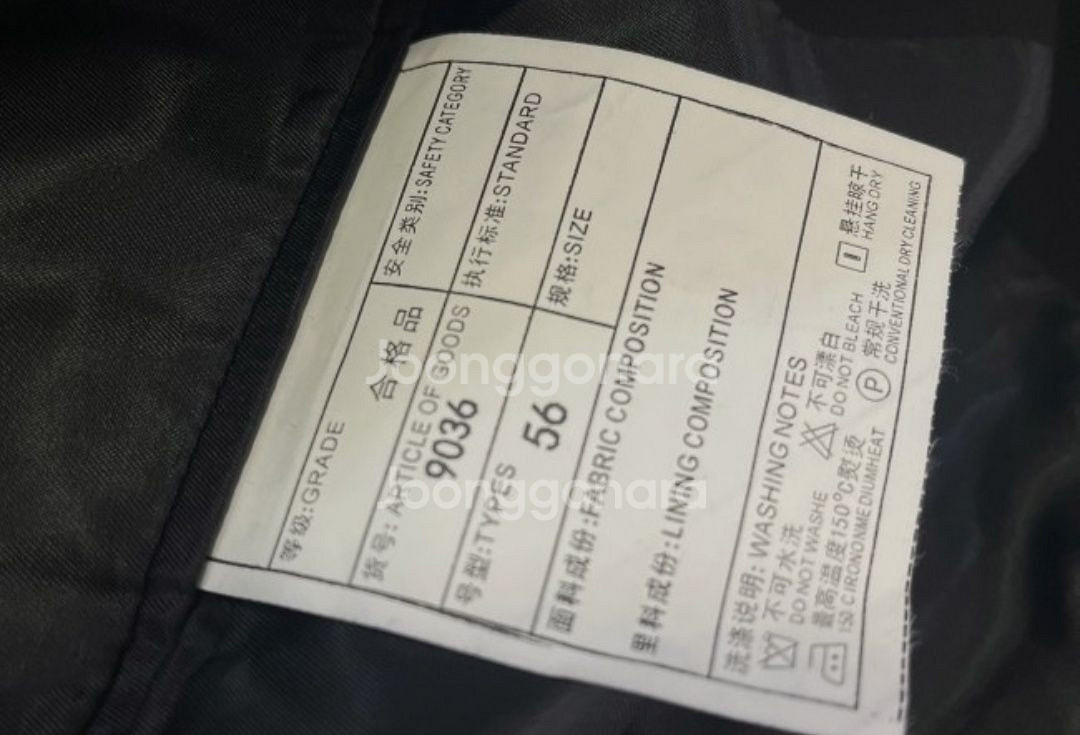 等级:GRADE
合格品
安全类别:SAFETY CATEGORY
货号: ARTICLE OF GOODS
9036
执行标准:STANDARD
号型:TYPES
56
规格:SIZE
面料成份:FABRIC COMPOSITION
里料成份:LINING COMPOSITION
洗涤说明: WASHING NOTES
不可水洗
DO NOT WASHE
不可漂白
DO NOT BLEACH
悬挂晾干
HANG DRY
最高温度150℃熨烫
150 CIRONONMEDIUMHEAT
P
常规干洗
CONVENTIONAL DRY CLEANING
Joonggonara
Joonggonara